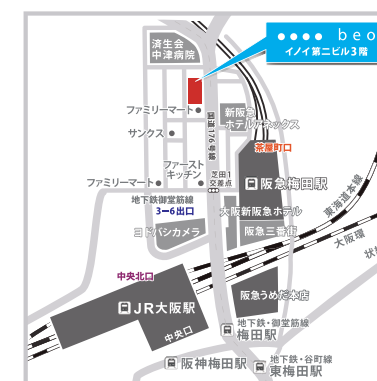 済生会
中津病院
beo
イノイ第二ビル3階
ファミリーマート
国道176号線
新阪急
ホテルアネックス
サンクス
茶屋町口
ファースト
キッチン
芝田1
交差点
阪急梅田駅
ファミリーマート
地下鉄御堂筋線
3−6出口
大阪新阪急ホテル
東海道本線
ヨドバシカメラ
阪急三番街
大阪環
状
中央北口
阪急うめだ本店
JR大阪駅
中央口
地下鉄・御堂筋線
梅田駅
阪神梅田駅
地下鉄・谷町線
東梅田駅